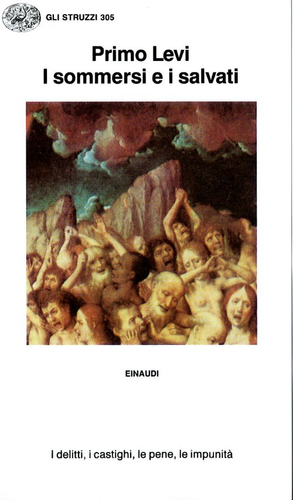 GLI STRUZZI 305
Primo Levi
I sommersi e i salvati
EINAUDI
I delitti, i castighi, le pene, le impunità